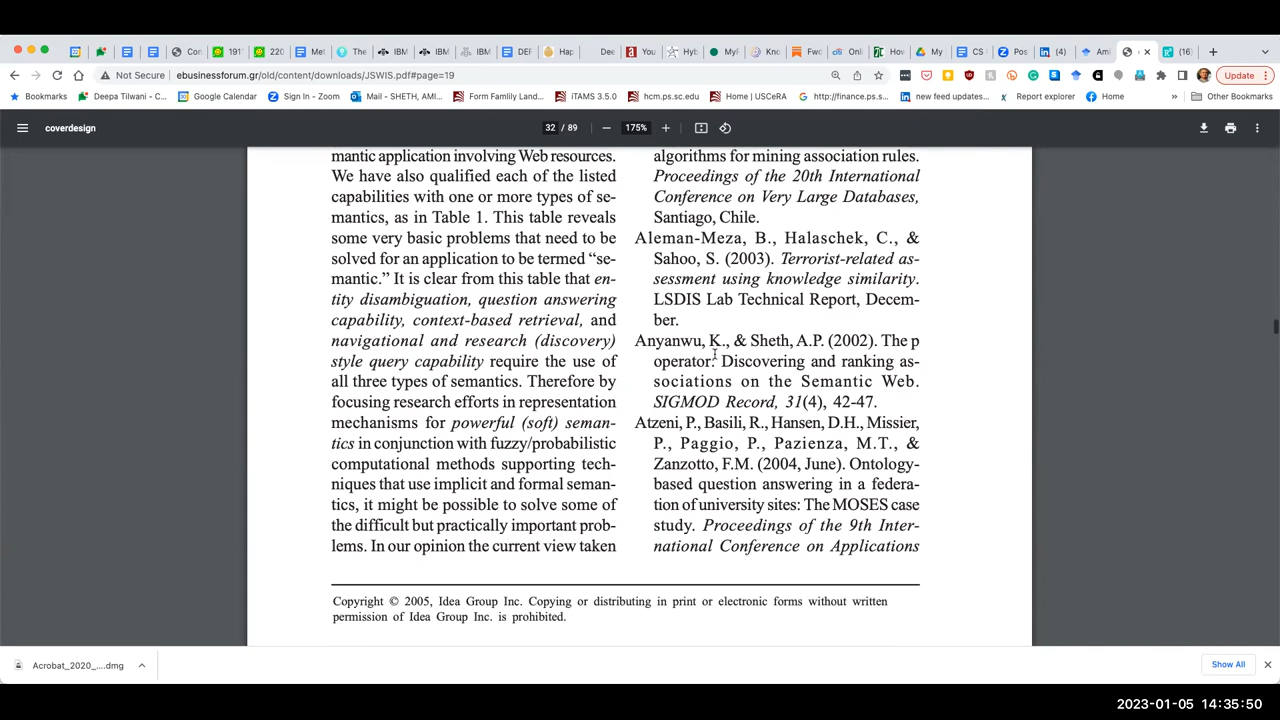 Con
191
220
Met
The
IBM
IBM
IBM
DEF
Hap
Dee
You
Hyb
MyF
Kno
Fwc
Onli
How
My
CS
Pos
(4)
Am
(16)
Not Secure
ebusinessforum.gr/old/content/downloads/JSWIS.pdf#page=19
Update
Bookmarks
Deepa Tilwani - C...
Google Calendar
Sign In - Zoom
Mail - SHETH, AMI...
Form Famlily Land...
iTAMS 3.5.0
hcm.ps.sc.edu
Home | USCeRA
http://finance.ps.s...
new feed updates...
Report explorer
Home
»
Other Bookmarks
coverdesign
32 / 89
175%
mantic application involving Web resources.
We have also qualified each of the listed
capabilities with one or more types of se-
mantics, as in Table 1. This table reveals
some very basic problems that need to be
solved for an application to be termed “se-
mantic.” It is clear from this table that en-
tity disambiguation, question answering
capability, context-based retrieval, and
navigational and research (discovery)
style query capability require the use of
all three types of semantics. Therefore by
focusing research efforts in representation
mechanisms for powerful (soft) seman-
tics in conjunction with fuzzy/probabilistic
computational methods supporting tech-
niques that use implicit and formal seman-
tics, it might be possible to solve some of
the difficult but practically important prob-
lems. In our opinion the current view taken
algorithms for mining association rules.
Proceedings of the 20th International
Conference on Very Large Databases,
Santiago, Chile.
Aleman-Meza, B., Halaschek, C., &
Sahoo, S. (2003). Terrorist-related as-
sessment using knowledge similarity.
LSDIS Lab Technical Report, Decem-
ber.
Anyanwu, K., & Sheth, A.P. (2002). The p
operator: Discovering and ranking as-
sociations on the Semantic Web.
SIGMOD Record, 31(4), 42-47.
Atzeni, P., Basili, R., Hansen, D.H., Missier,
P., Paggio, P., Pazienza, M.T., &
Zanzotto, F.M. (2004, June). Ontology-
based question answering in a federa-
tion of university sites: The MOSES case
study. Proceedings of the 9th Inter-
national Conference on Applications
Copyright © 2005, Idea Group Inc. Copying or distributing in print or electronic forms without written
permission of Idea Group Inc. is prohibited.
Acrobat_2020_....dmg
Show All
2023-01-05 14:35:50